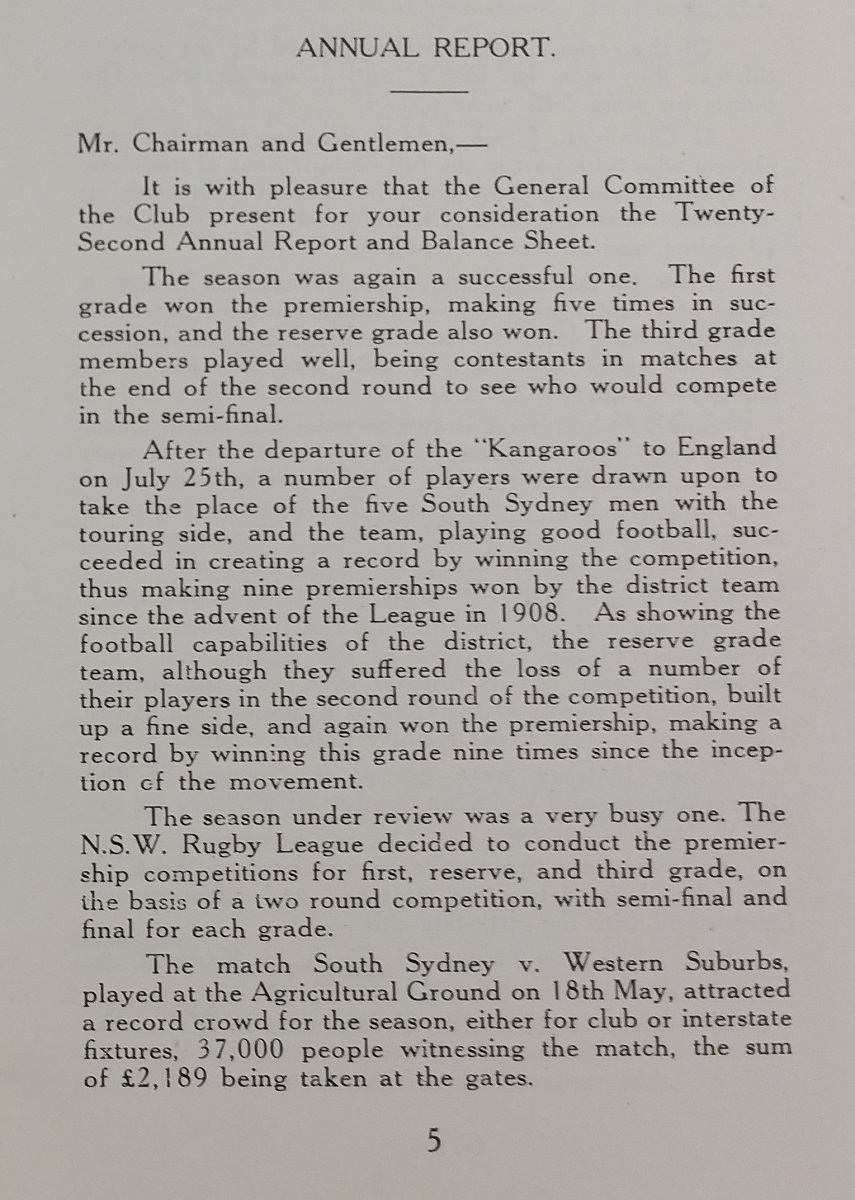 ANNUAL REPORT.
Mr. Chairman and Gentlemen,—
It is with pleasure that the General Committee of
the Club present for your consideration the Twenty-
Second Annual Report and Balance Sheet.
The season was again a successful one. The first
grade won the premiership, making five times in suc-
cession, and the reserve grade also won. The third grade
members played well, being contestants in matches at
the end of the second round to see who would compete
in the semi-final.
After the departure of the "Kangaroos" to England
on July 25th, a number of players were drawn upon to
take the place of the five South Sydney men with the
touring side, and the team, playing good football, suc-
ceeded in creating a record by winning the competition,
thus making nine premierships won by the district team
since the advent of the League in 1908. As showing the
football capabilities of the district, the reserve grade
team, although they suffered the loss of a number of
their players in the second round of the competition, built
up a fine side, and again won the premiership, making a
record by winning this grade nine times since the incep-
tion of the movement.
The season under review was a very busy one. The
N.S.W. Rugby League decided to conduct the premier-
ship competitions for first, reserve, and third grade, on
the basis of a two round competition, with semi-final and
final for each grade.
The match South Sydney v. Western Suburbs,
played at the Agricultural Ground on 18th May, attracted
a record crowd for the season, either for club or interstate
fixtures, 37,000 people witnessing the match, the sum
of £2,189 being taken at the gates.
5